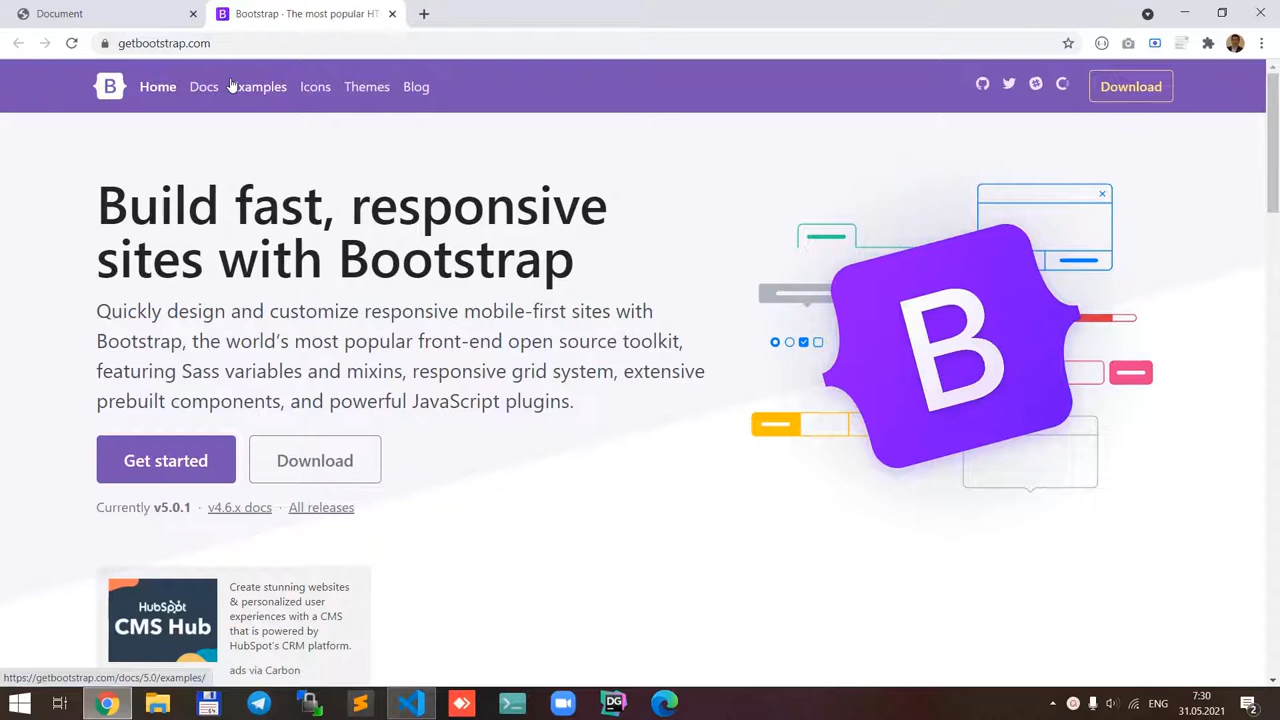 Document
Bootstrap · The most popular HT
getbootstrap.com
B Home Docs Examples Icons Themes Blog Download
Build fast, responsive
sites with Bootstrap
Quickly design and customize responsive mobile-first sites with
Bootstrap, the world’s most popular front-end open source toolkit,
featuring Sass variables and mixins, responsive grid system, extensive
prebuilt components, and powerful JavaScript plugins.
B
Get started Download
Currently v5.0.1 · v4.6.x docs · All releases
HubSpot
CMS Hub
Create stunning websites
& personalized user
experiences with a CMS
that is powered by
HubSpot's CRM platform.
ads via Carbon
https://getbootstrap.com/docs/5.0/examples/
DG
ENG
7:30
31.05.2021
2